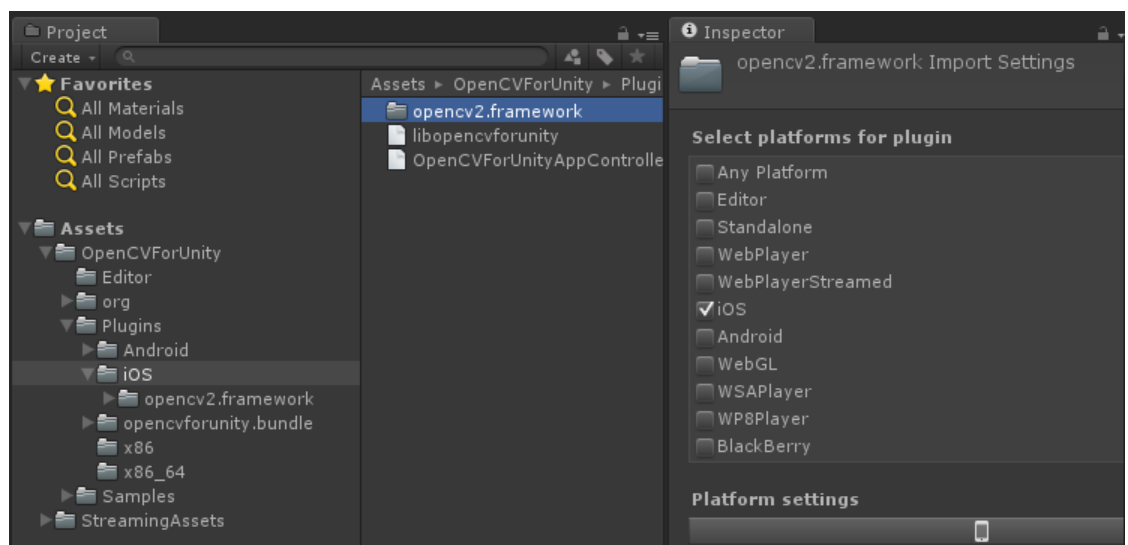 Project
Create
Favorites
All Materials
All Models
All Prefabs
All Scripts
Assets
OpenCVForUnity
Editor
org
Plugins
Android
iOS
opencv2.framework
opencvforunity.bundle
x86
x86_64
Samples
StreamingAssets
Assets ▸ OpenCVForUnity ▸ Plugi
opencv2.framework
libopencvforunity
OpenCVForUnityAppControlle
Inspector
opencv2.framework Import Settings
Select platforms for plugin
Any Platform
Editor
Standalone
WebPlayer
WebPlayerStreamed
iOS
Android
WebGL
WSAPlayer
WP8Player
BlackBerry
Platform settings